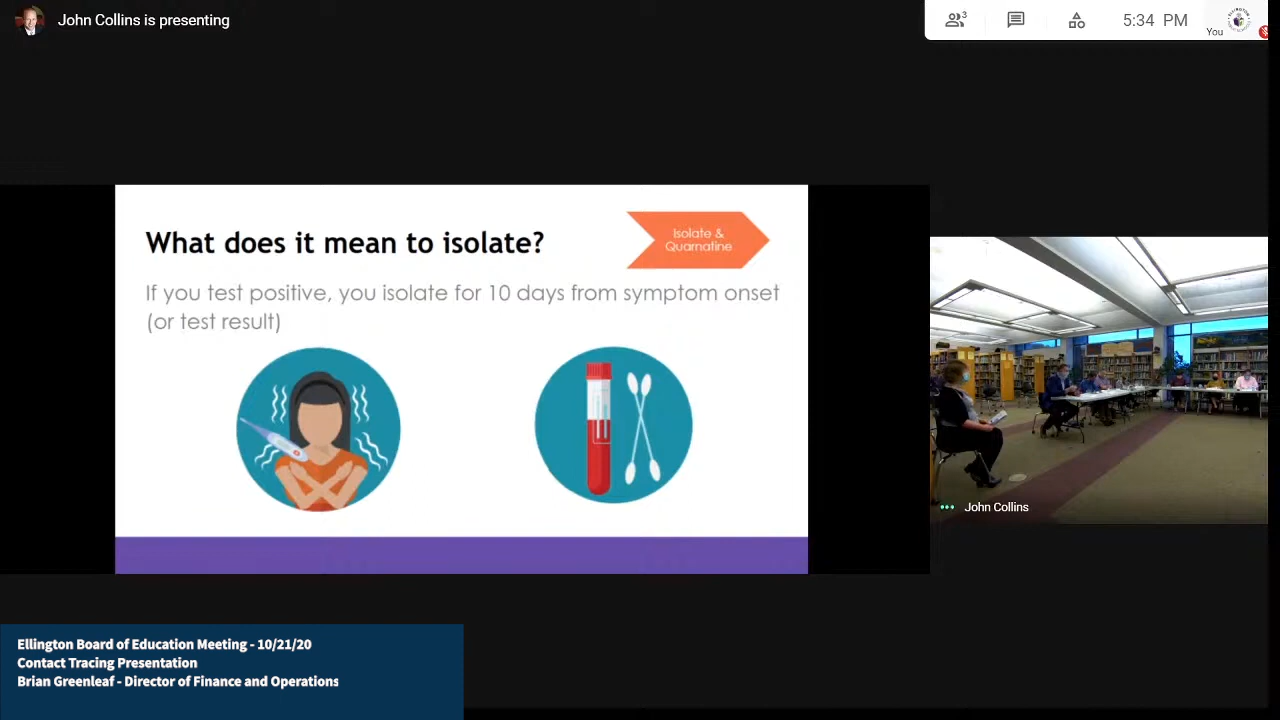 John Collins is presenting
3
5:34 PM
You
What does it mean to isolate?
Isolate &
Quarnatine
If you test positive, you isolate for 10 days from symptom onset
(or test result)
John Collins
Ellington Board of Education Meeting - 10/21/20
Contact Tracing Presentation
Brian Greenleaf - Director of Finance and Operations